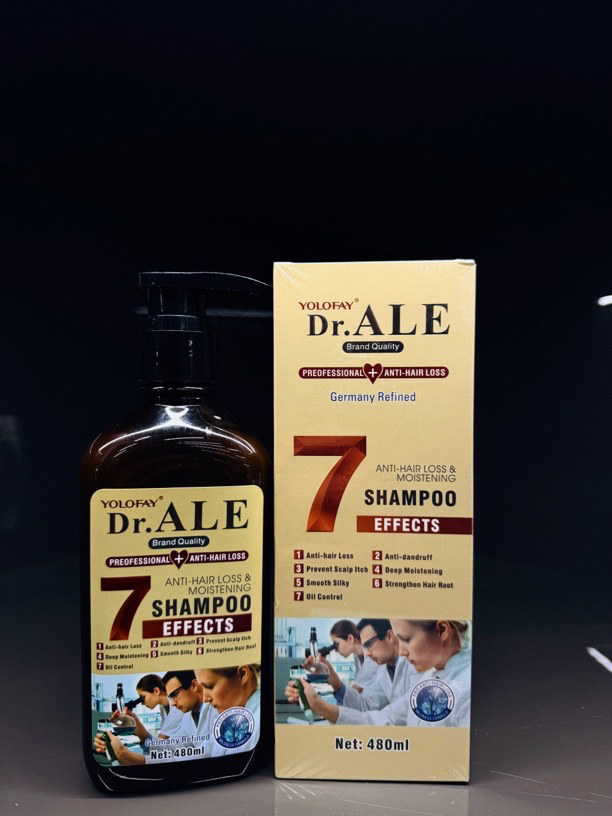 YOLOFAY®
Dr.ALE
Brand Quality
PREOFESSIONAL + ANTI-HAIR LOSS
7
ANTI-HAIR LOSS &
MOISTENING
SHAMPOO
EFFECTS
1 Anti-hair Loss 2 Anti-dandruff 3 Prevent Scalp Itch
4 Deep Moistening 5 Smooth Silky 6 Strengthen Hair Root
7 Oil Control
Germany Refined
Net: 480ml
YOLOFAY®
Dr.ALE
Brand Quality
PREOFESSIONAL + ANTI-HAIR LOSS
Germany Refined
7
ANTI-HAIR LOSS &
MOISTENING
SHAMPOO
EFFECTS
1 Anti-hair Loss 2 Anti-dandruff
3 Prevent Scalp Itch 4 Deep Moistening
5 Smooth Silky 6 Strengthen Hair Root
7 Oil Control
Net: 480ml